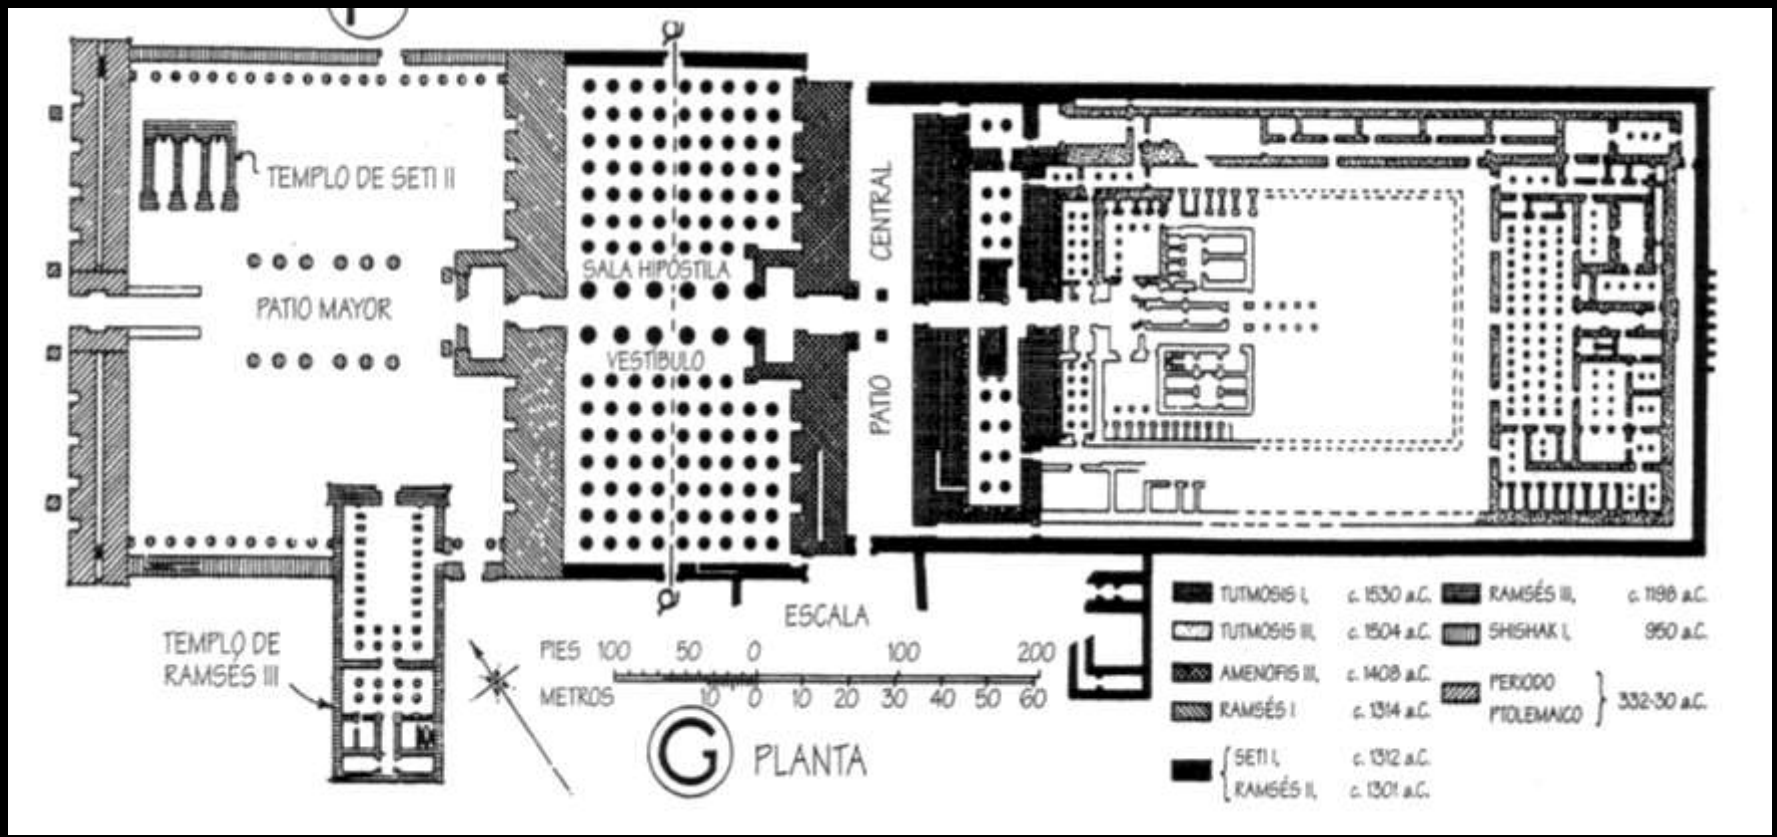 TEMPLO DE SETI II
PATIO MAYOR
SALA HIPOSTILA
VESTÍBULO
PATIO CENTRAL
TEMPLO DE
RAMSÉS III
ESCALA
PIES 100 50 0 100 200
METROS 10 0 10 20 30 40 50 60
G PLANTA
TUTMOSIS I, c. 1530 a.C.
TUTMOSIS III, c. 1504 a.C.
AMENOFIS III, c. 1408 a.C.
RAMSÉS I c. 1314 a.C.
SETI I, c. 1312 a.C.
RAMSÉS II, c. 1301 a.C.
RAMSÉS III, c. 1198 a.C.
SHISHAK I, 950 a.C.
PERIODO
PTOLEMAICO 332-30 a.C.